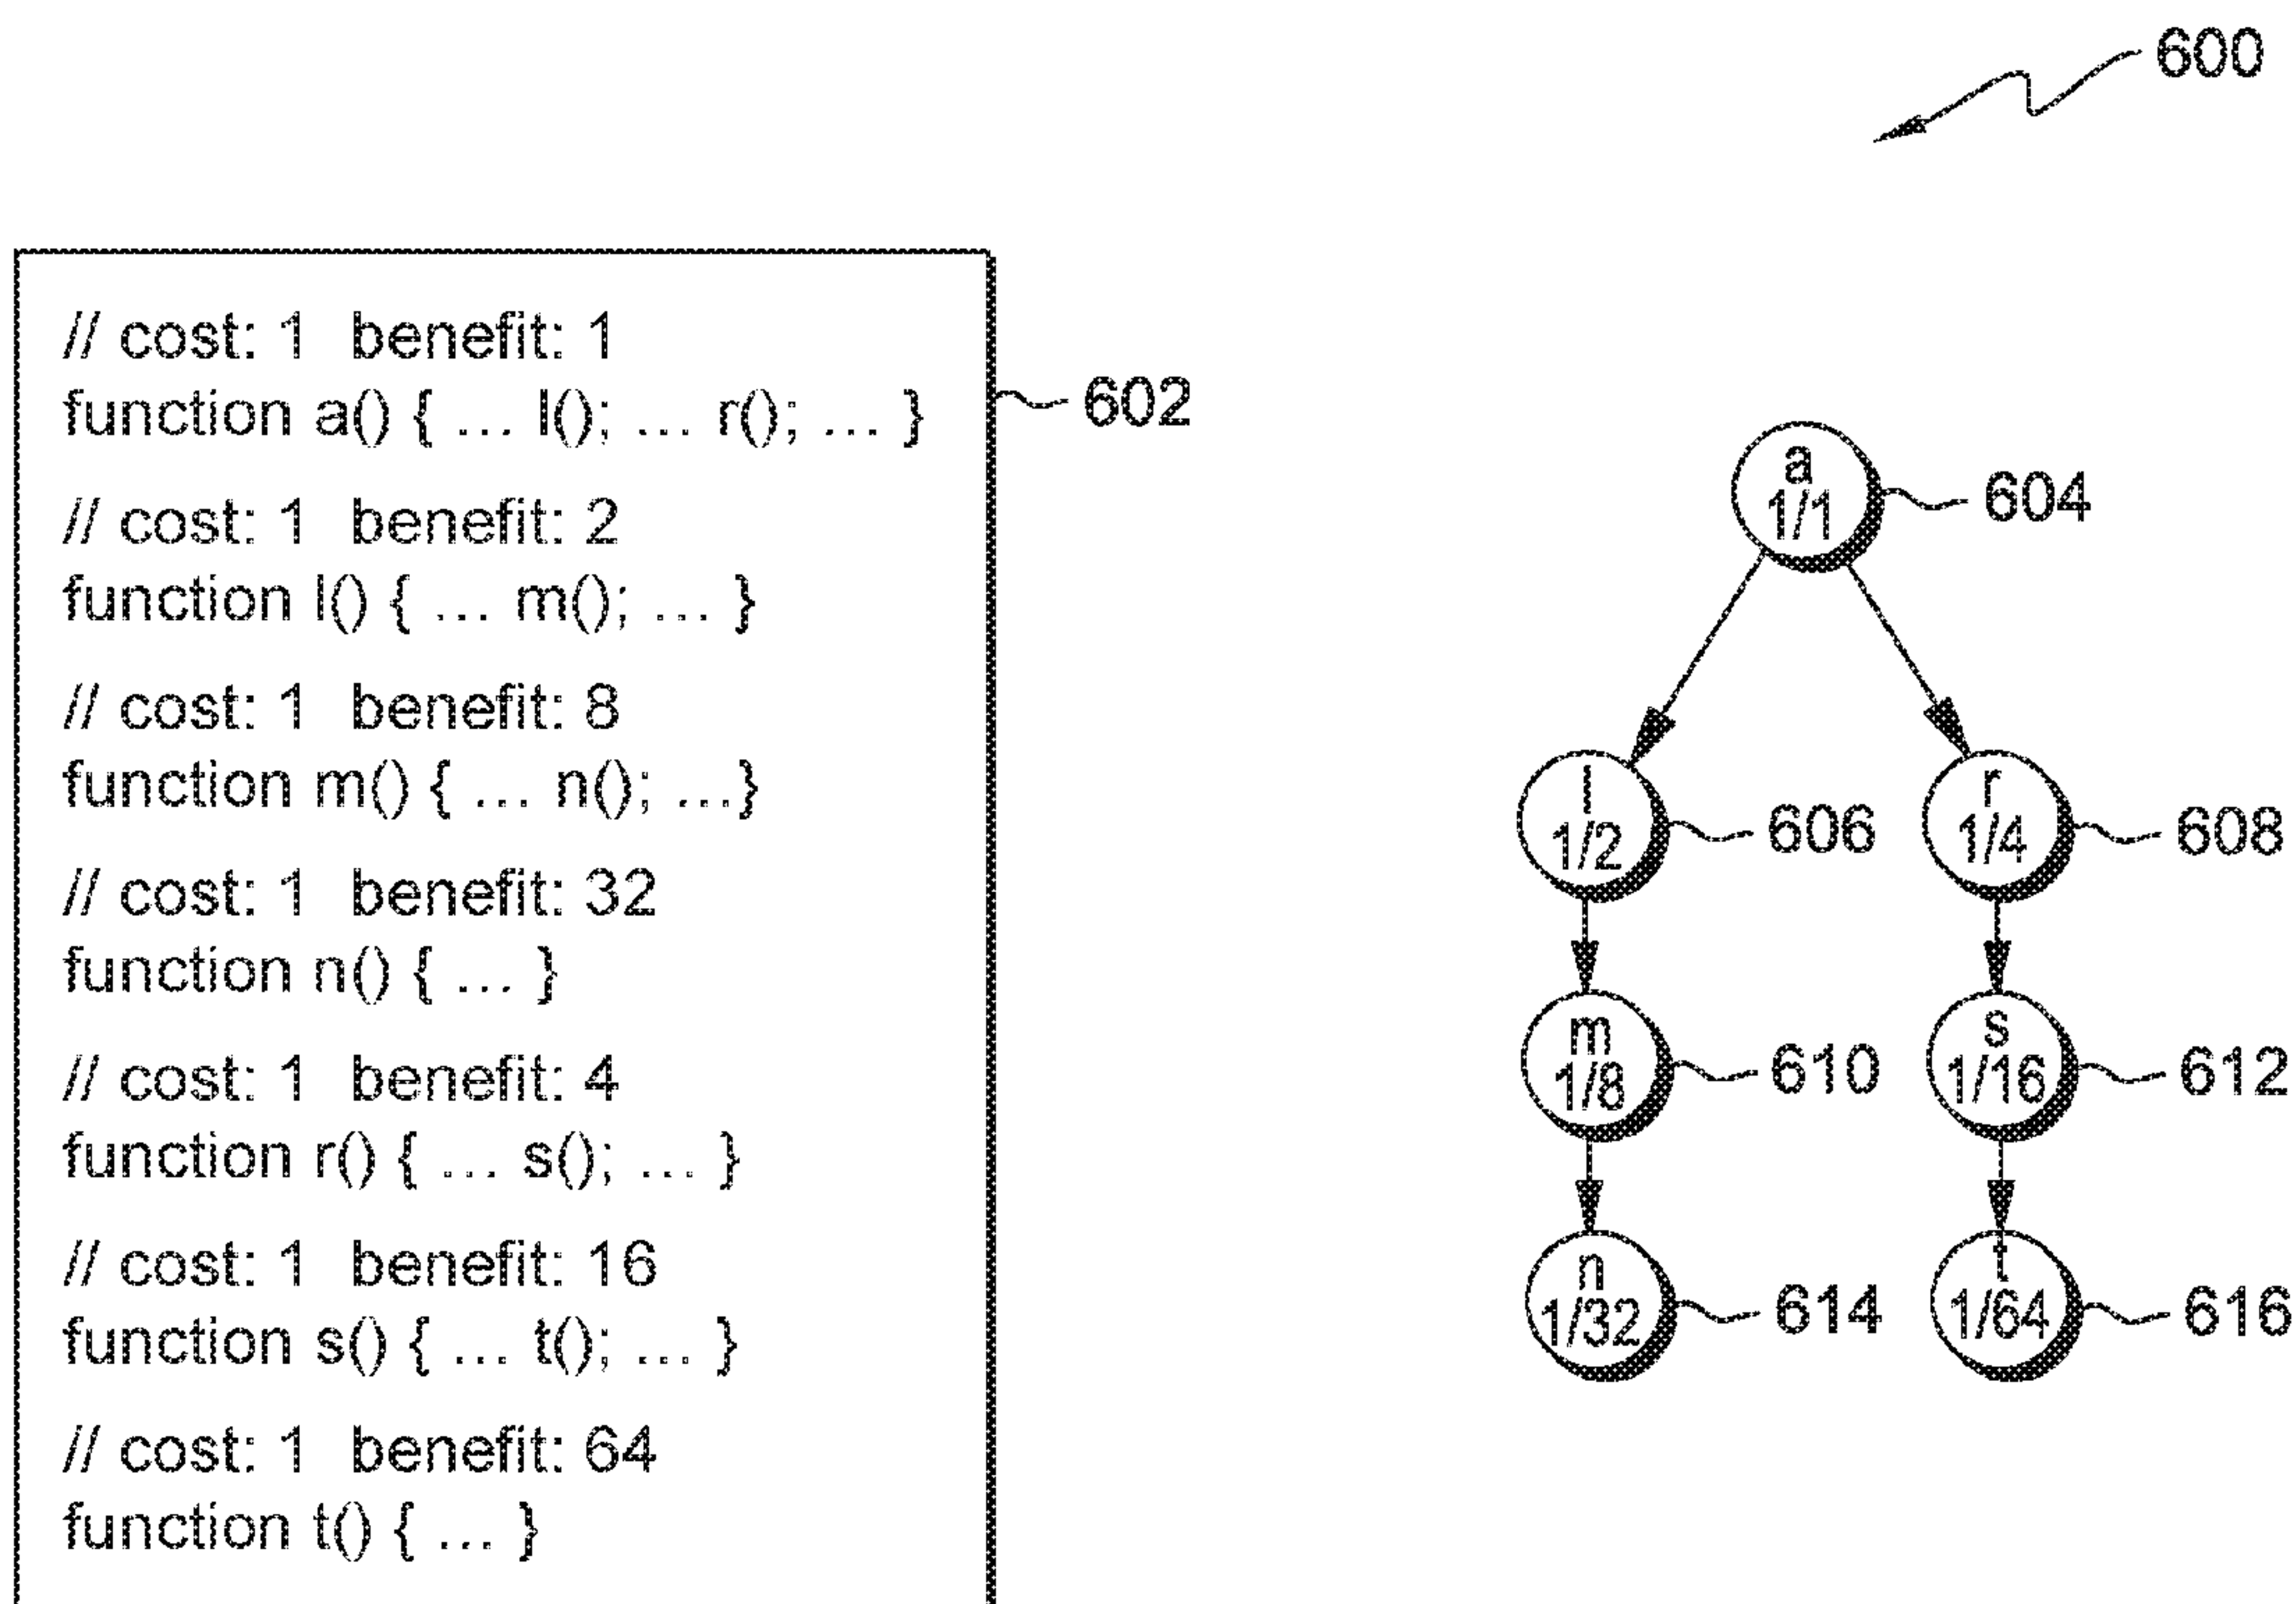 600
// cost: 1 benefit: 1
function a() { ... l(); ... r(); ... }
602
// cost: 1 benefit: 2
function l() { ... m(); ... }
// cost: 1 benefit: 8
function m() { ... n(); ...}
// cost: 1 benefit: 32
function n() { ... }
// cost: 1 benefit: 4
function r() { ... s(); ... }
// cost: 1 benefit: 16
function s() { ... t(); ... }
// cost: 1 benefit: 64
function t() { ... }
a
1/1
604
l
1/2
606
r
1/4
608
m
1/8
610
s
1/16
612
n
1/32
614
t
1/64
616